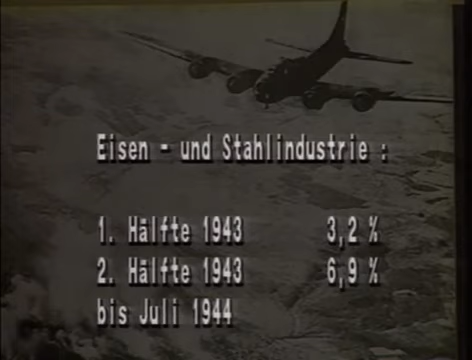 Eisen - und Stahlindustrie :
1. Hälfte 1943 3,2 %
2. Hälfte 1943 6,9 %
bis Juli 1944